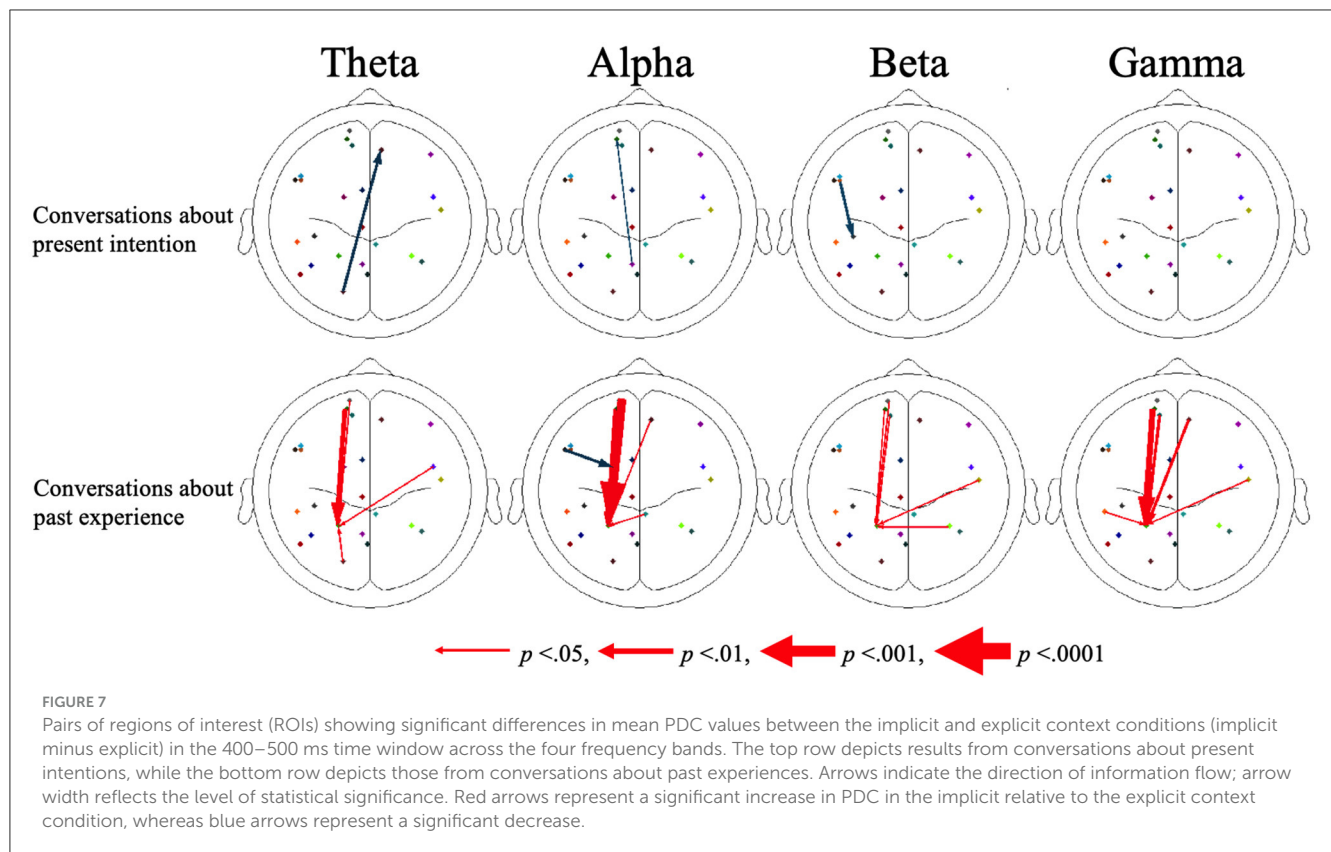 Theta Alpha Beta Gamma
Conversations about
present intention
Conversations about
past experience
p <.05, p <.01, p <.001, p <.0001
FIGURE 7
Pairs of regions of interest (ROIs) showing significant differences in mean PDC values between the implicit and explicit context conditions (implicit
minus explicit) in the 400–500 ms time window across the four frequency bands. The top row depicts results from conversations about present
intentions, while the bottom row depicts those from conversations about past experiences. Arrows indicate the direction of information flow; arrow
width reflects the level of statistical significance. Red arrows represent a significant increase in PDC in the implicit relative to the explicit context
condition, whereas blue arrows represent a significant decrease.